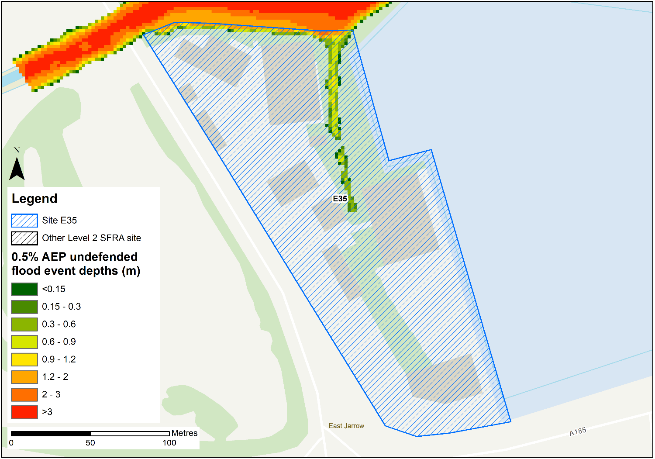 N
Legend
Site E35
Other Level 2 SFRA site
0.5% AEP undefended
flood event depths (m)
<0.15
0.15 - 0.3
0.3 - 0.6
0.6 - 0.9
0.9 - 1.2
1.2 - 2
2 - 3
>3
Metres
0 50 100
E35
East Jarrow
A185